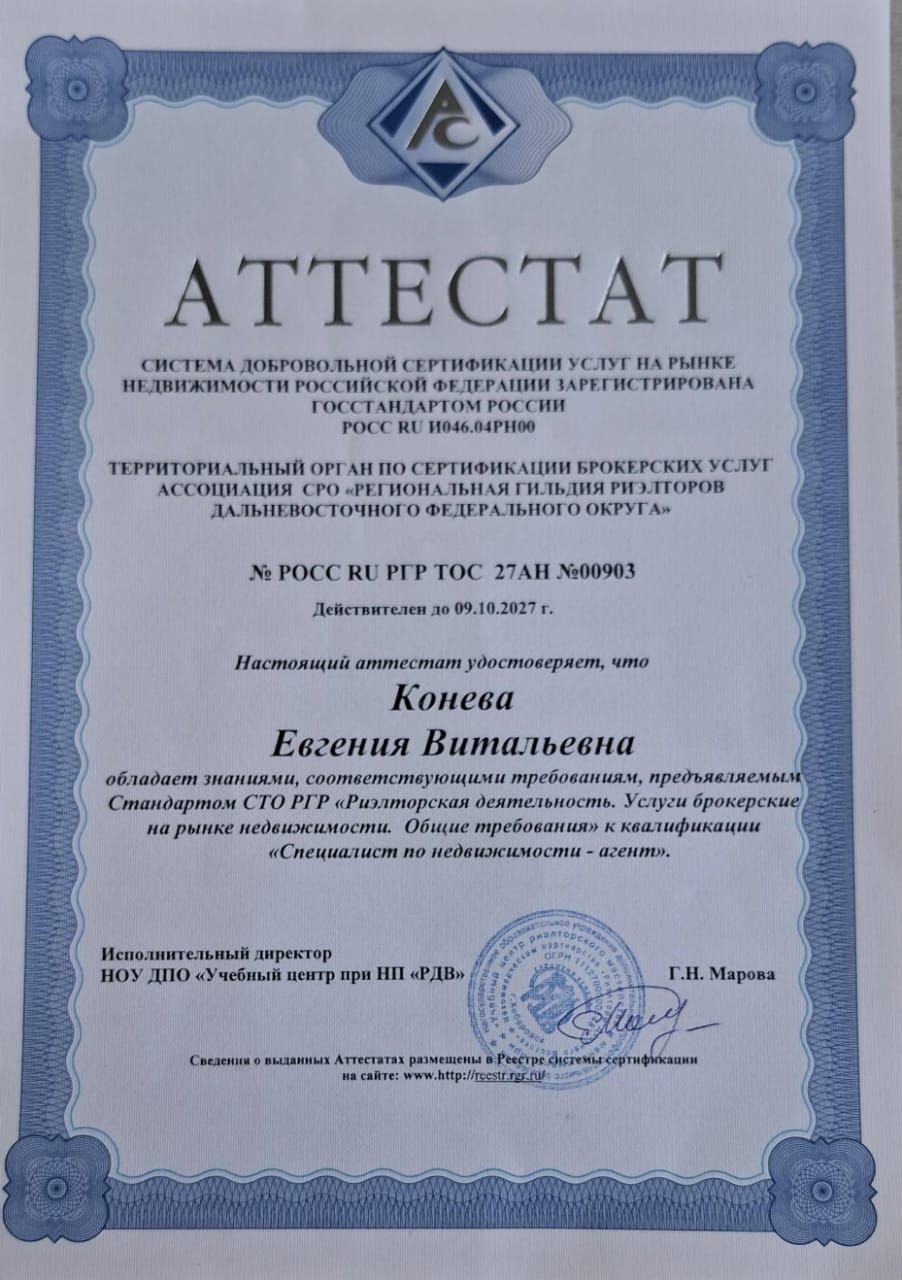 АС
АТТЕСТАТ
СИСТЕМА ДОБРОВОЛЬНОЙ СЕРТИФИКАЦИИ УСЛУГ НА РЫНКЕ
НЕДВИЖИМОСТИ РОССИЙСКОЙ ФЕДЕРАЦИИ ЗАРЕГИСТРИРОВАНА
ГОССТАНДАРТОМ РОССИИ
РОСС RU И046.04РН00
ТЕРРИТОРИАЛЬНЫЙ ОРГАН ПО СЕРТИФИКАЦИИ БРОКЕРСКИХ УСЛУГ
АССОЦИАЦИЯ СРО «РЕГИОНАЛЬНАЯ ГИЛЬДИЯ РИЭЛТОРОВ
ДАЛЬНЕВОСТОЧНОГО ФЕДЕРАЛЬНОГО ОКРУГА»
№ РОСС RU РГР ТОС 27АН №00903
Действителен до 09.10.2027 г.
Настоящий аттестат удостоверяет, что
Конева
Евгения Витальевна
обладает знаниями, соответствующими требованиям, предъявляемым
Стандартом СТО РГР «Риэлторская деятельность. Услуги брокерские
на рынке недвижимости. Общие требования» к квалификации
«Специалист по недвижимости - агент».
Исполнительный директор
НОУ ДПО «Учебный центр при НП «РДВ»
Г.Н. Марова
Сведения о выданных Аттестатах размещены в Реестре системы сертификации
на сайте: www.http://reestr.rgr.ru/